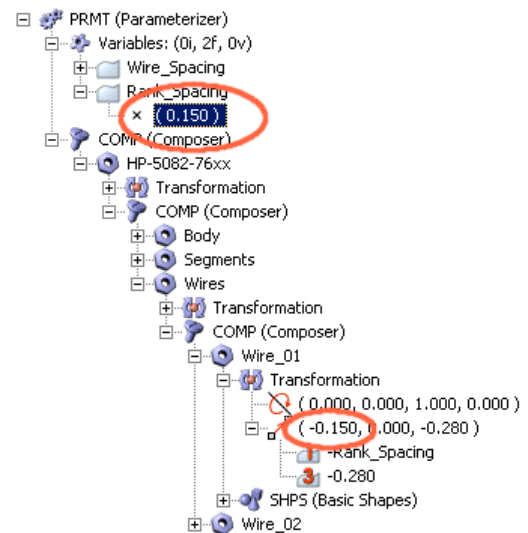 PRMT (Parameterizer)
Variables: (0i, 2f, 0v)
Wire_Spacing
Rank_Spacing
( 0.150 )
COMP (Composer)
HP-5082-76xx
Transformation
COMP (Composer)
Body
Segments
Wires
Transformation
COMP (Composer)
Wire_01
Transformation
( 0.000, 0.000, 1.000, 0.000 )
( -0.150, 0.000, -0.280 )
1 -Rank_Spacing
3 -0.280
SHPS (Basic Shapes)
Wire_02